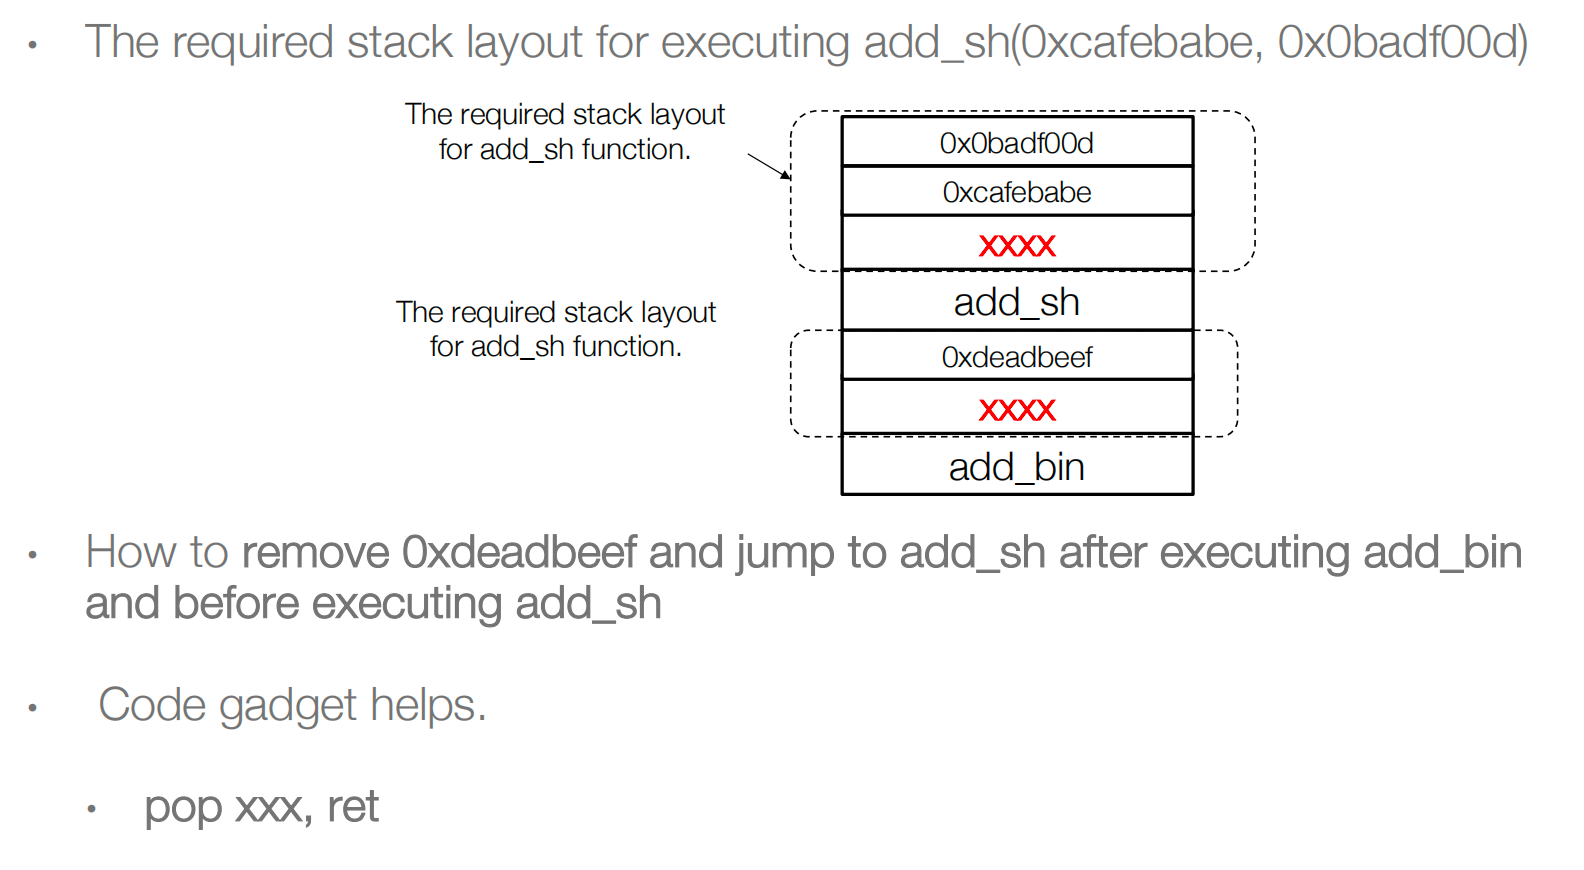 • The required stack layout for executing add_sh(0xcafebabe, 0x0badf00d)
The required stack layout
for add_sh function.
0x0badf00d
0xcafebabe
xxxx
add_sh
The required stack layout
for add_sh function.
0xdeadbeef
xxxx
add_bin
• How to remove 0xdeadbeef and jump to add_sh after executing add_bin
and before executing add_sh
• Code gadget helps.
• pop xxx, ret